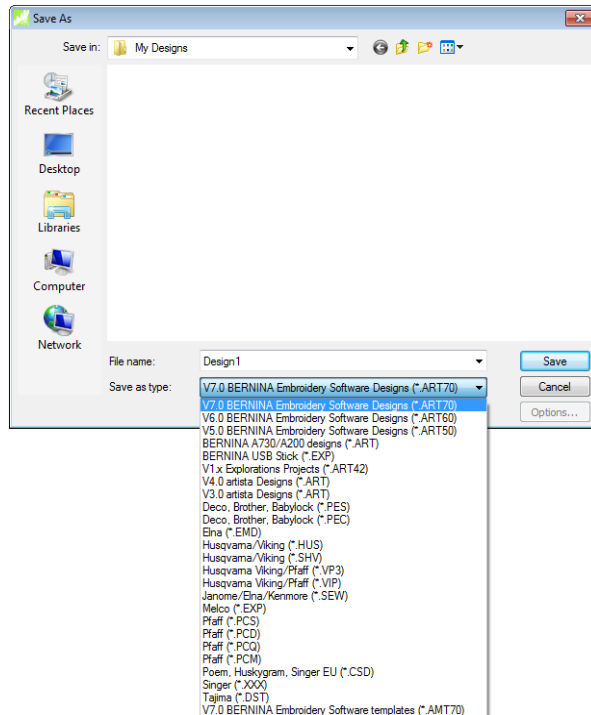 Save As
Save in: My Designs
Recent Places
Desktop
Libraries
Computer
Network
File name: Design1 Save
Save as type: V7.0 BERNINA Embroidery Software Designs (*.ART70) Cancel
V7.0 BERNINA Embroidery Software Designs (*.ART70) Options...
V6.0 BERNINA Embroidery Software Designs (*.ART60)
V5.0 BERNINA Embroidery Software Designs (*.ART50)
BERNINA A730/A200 designs (*.ART)
BERNINA USB Stick (*.EXP)
V1.x Explorations Projects (*.ART42)
V4.0 artista Designs (*.ART)
V3.0 artista Designs (*.ART)
Deco, Brother, Babylock (*.PES)
Deco, Brother, Babylock (*.PEC)
Elna (*.EMD)
Husqvarna/Viking (*.HUS)
Husqvarna/Viking (*.SHV)
Husqvarna Viking/Pfaff (*.VP3)
Husqvarna Viking/Pfaff (*.VIP)
Janome/Elna/Kenmore (*.SEW)
Melco (*.EXP)
Pfaff (*.PCS)
Pfaff (*.PCD)
Pfaff (*.PCQ)
Pfaff (*.PCM)
Poem, Huskygram, Singer EU (*.CSD)
Singer (*.XXX)
Tajima (*.DST)
V7.0 BERNINA Embroidery Software templates (*.AMT70)